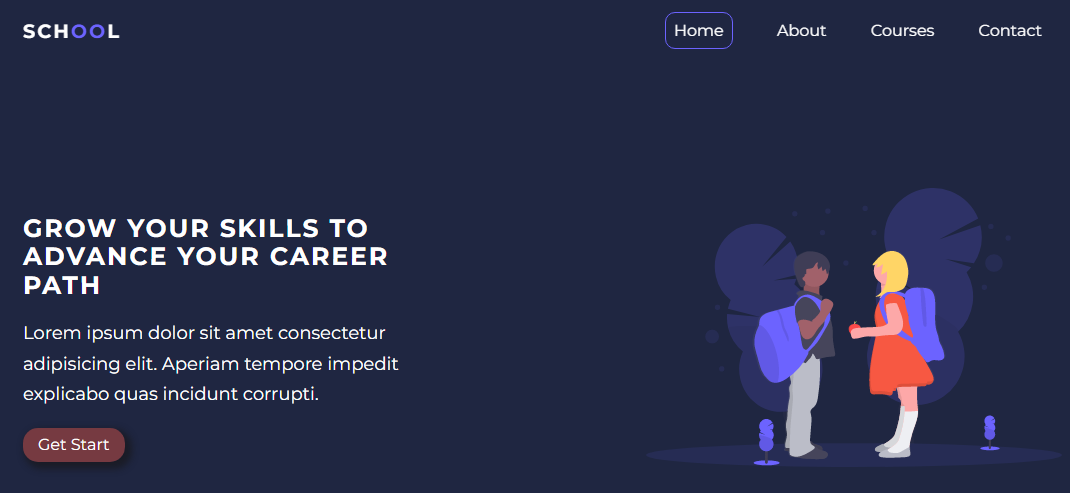 SCHOOL
Home
About
Courses
Contact
GROW YOUR SKILLS TO
ADVANCE YOUR CAREER
PATH
Lorem ipsum dolor sit amet consectetur
adipisicing elit. Aperiam tempore impedit
explicabo quas incidunt corrupti.
Get Start